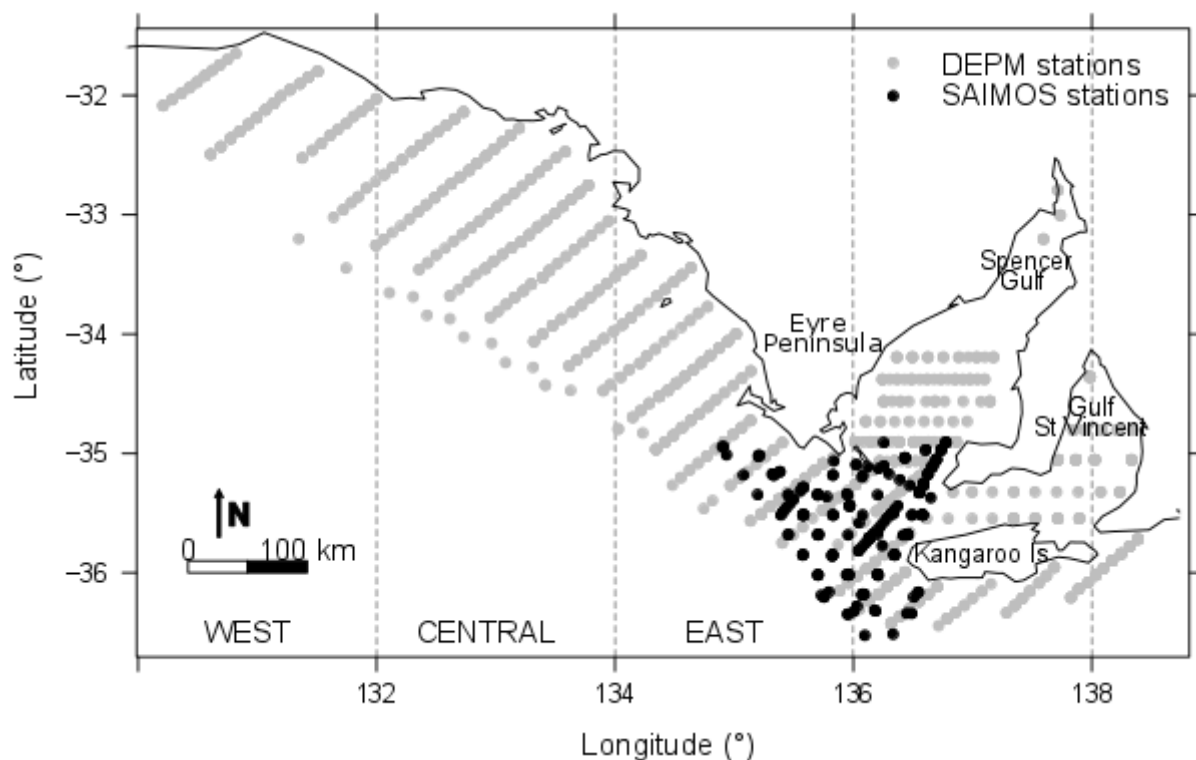 DEPM stations
SAIMOS stations
−32
−33
−34
−35
−36
Latitude (°)
Spencer
Gulf
Eyre
Peninsula
Gulf
St Vincent
N
0 100 km
Kangaroo Is
WEST CENTRAL EAST
132 134 136 138
Longitude (°)